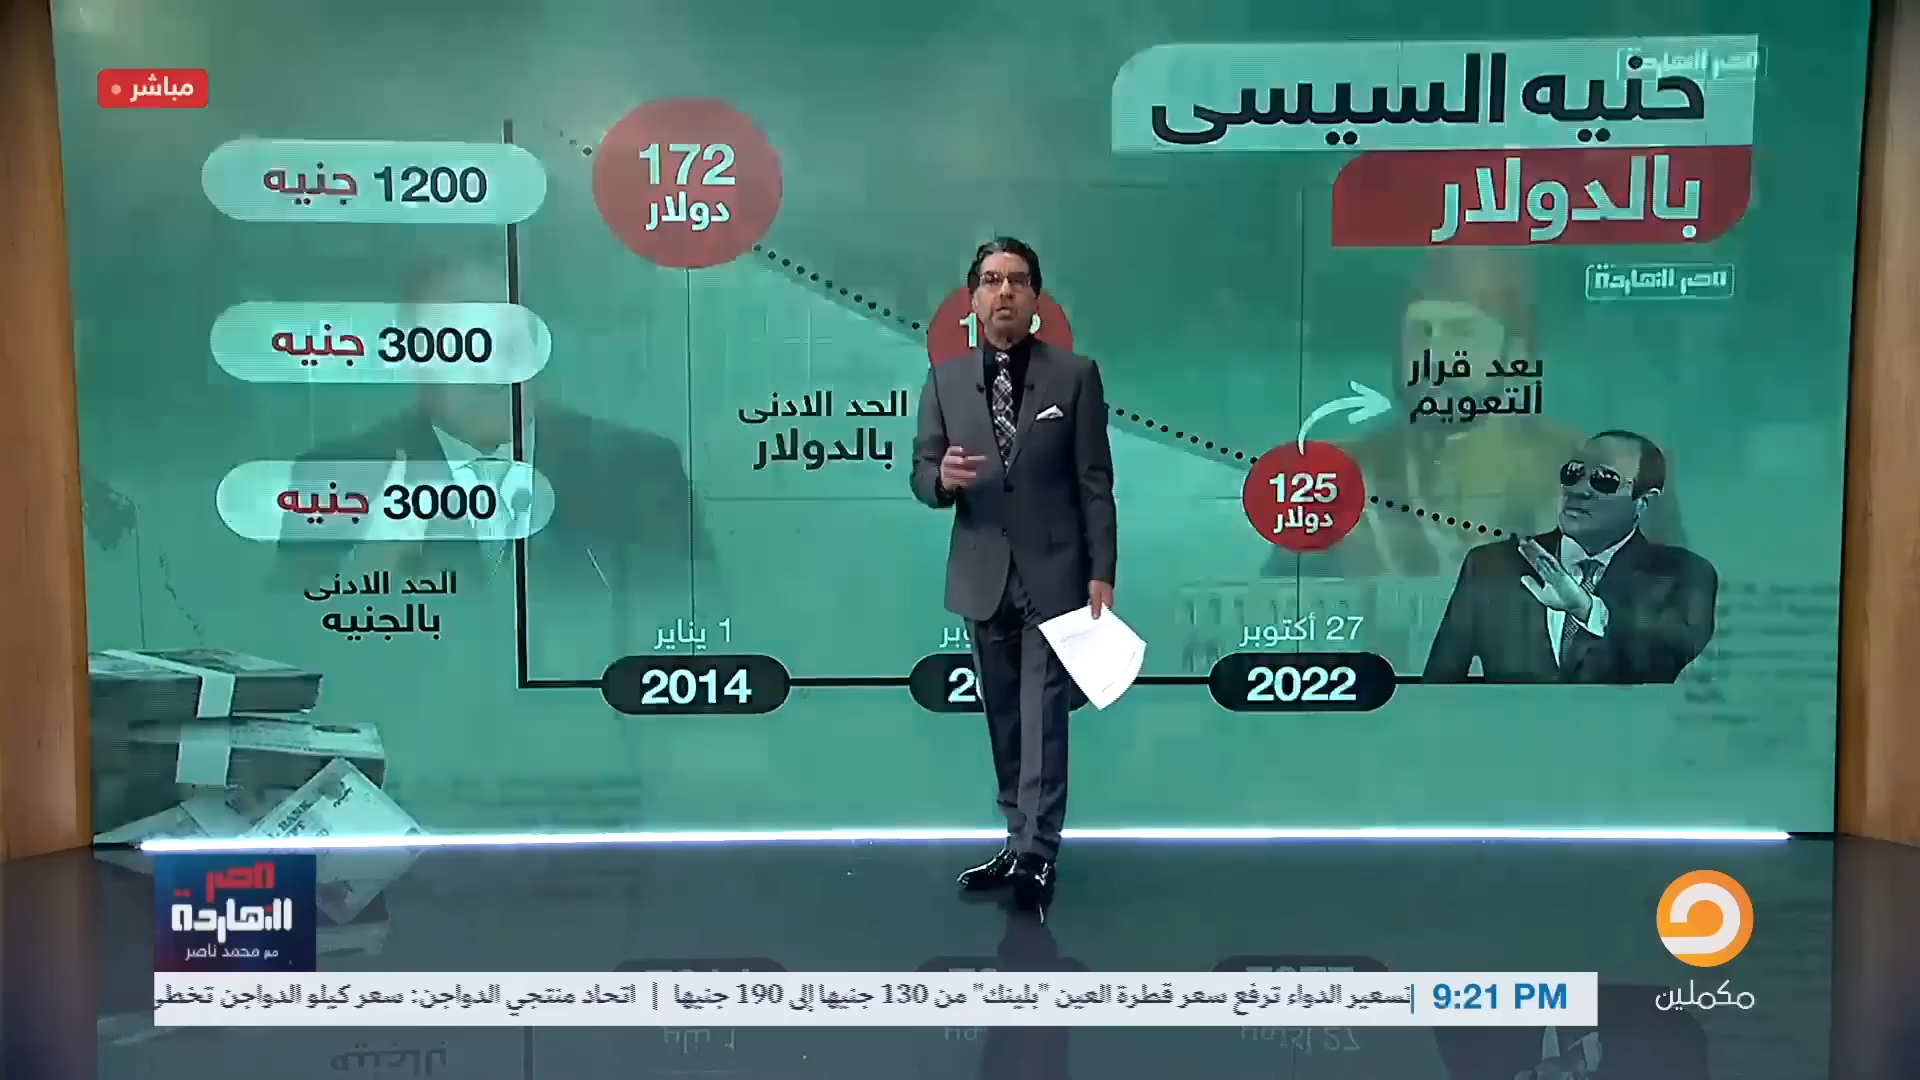 مباشر
مصر النهاردة
جنيه السيسى
بالدولار
مصر النهاردة
1200 جنيه
3000 جنيه
3000 جنيه
الحد الادنى
بالجنيه
172
دولار
الحد الادنى
بالدولار
125
دولار
بعد قرار
التعويم
1 يناير
2014
27 أكتوبر
2022
مصر
النهاردة
مع محمد ناصر
9:21 PM
تسعير الدواء ترفع سعر قطرة العين "بلينك" من 130 جنيها إلى 190 جنيها | اتحاد منتجي الدواجن: سعر كيلو الدواجن تخطى
مكملين